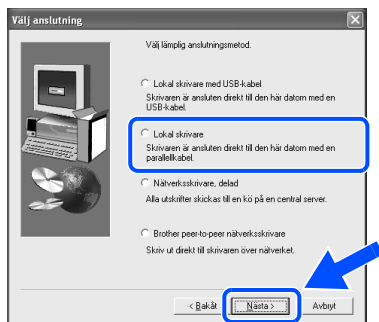 Välj anslutning
Välj lämplig anslutningsmetod.
Lokal skrivare med USB-kabel
Skrivaren är ansluten direkt till den här datorn med en
USB-kabel.
Lokal skrivare
Skrivaren är ansluten direkt till den här datorn med en
parallellkabel.
Nätverksskrivare, delad
Alla utskrifter skickas till en kö på en central server.
Brother peer-to-peer nätverksskrivare
Skriv ut direkt till skrivaren över nätverket.
< Bakåt Nästa > Avbryt